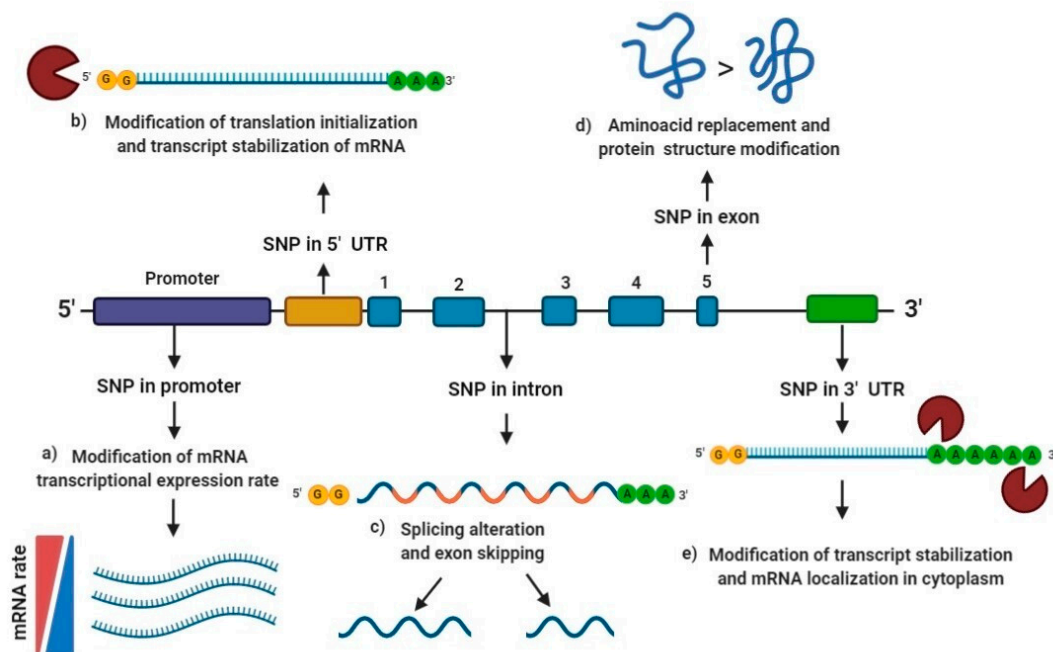 5' G G A A A 3'
b) Modification of translation initialization
and transcript stabilization of mRNA
>
d) Aminoacid replacement and
protein structure modification
SNP in 5' UTR
SNP in exon
Promoter
1 2 3 4 5
5' 3'
SNP in promoter
SNP in intron
SNP in 3' UTR
a) Modification of mRNA
transcriptional expression rate
5' G G A A A A A A 3'
5' G G A A A 3'
c) Splicing alteration
and exon skipping
e) Modification of transcript stabilization
and mRNA localization in cytoplasm
mRNA rate